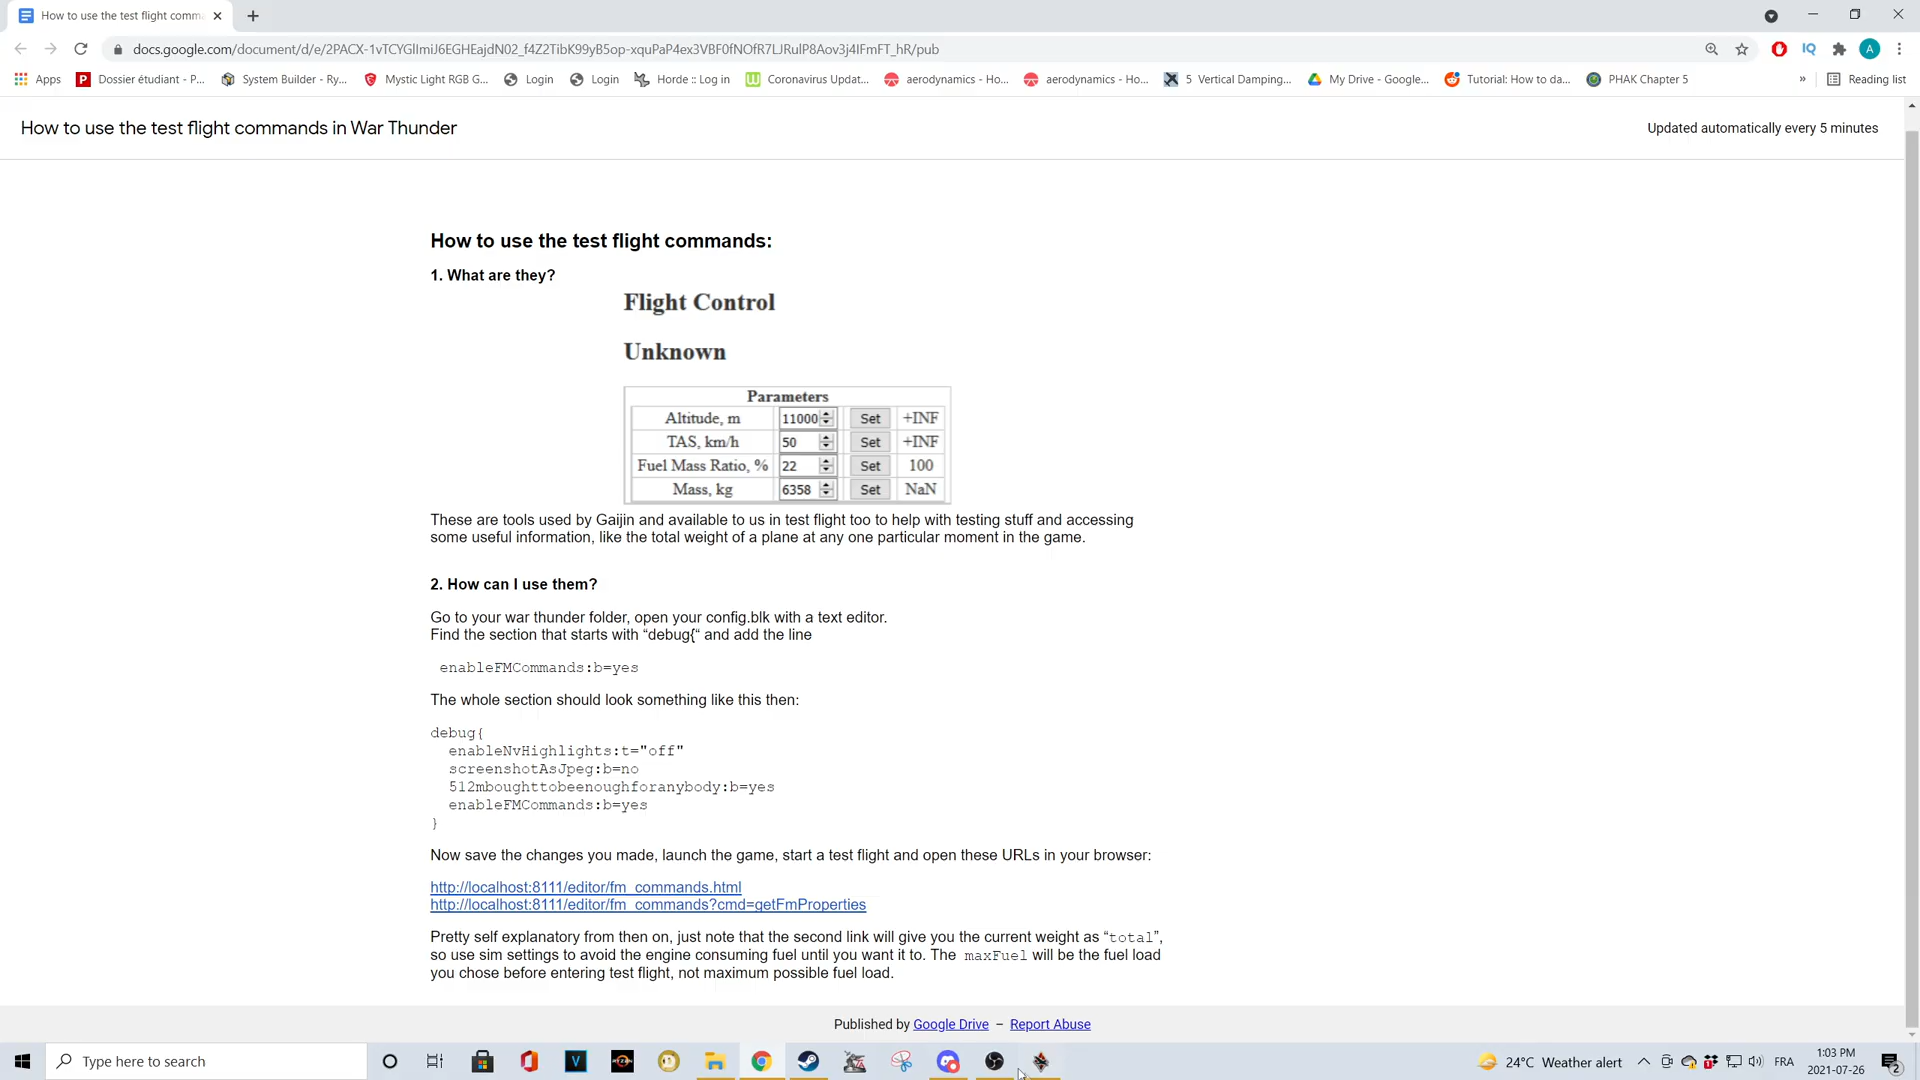 How to use the test flight comm
docs.google.com/document/d/e/2PACX-1vTCYGlImiJ6EGHEajdN02_f4Z2TibK99yB5op-xquPaP4ex3VBF0fNOfR7LJRulP8Aov3j4IFmFT_hR/pub
Apps
Dossier étudiant - P...
System Builder - Ry...
Mystic Light RGB G...
Login
Login
Horde :: Log in
Coronavirus Updat...
aerodynamics - Ho...
aerodynamics - Ho...
5 Vertical Damping...
My Drive - Google...
Tutorial: How to da...
PHAK Chapter 5
»
Reading list
How to use the test flight commands in War Thunder
Updated automatically every 5 minutes
How to use the test flight commands:
1. What are they?
Flight Control
Unknown
Parameters
Altitude, m 11000 Set +INF
TAS, km/h 50 Set +INF
Fuel Mass Ratio, % 22 Set 100
Mass, kg 6358 Set NaN
These are tools used by Gaijin and available to us in test flight too to help with testing stuff and accessing
some useful information, like the total weight of a plane at any one particular moment in the game.
2. How can I use them?
Go to your war thunder folder, open your config.blk with a text editor.
Find the section that starts with “debug{“ and add the line
enableFMCommands:b=yes
The whole section should look something like this then:
debug{
enableNvHighlights:t="off"
screenshotAsJpeg:b=no
512mboughttobeenoughforanybody:b=yes
enableFMCommands:b=yes
}
Now save the changes you made, launch the game, start a test flight and open these URLs in your browser:
http://localhost:8111/editor/fm_commands.html
http://localhost:8111/editor/fm_commands?cmd=getFmProperties
Pretty self explanatory from then on, just note that the second link will give you the current weight as “total”,
so use sim settings to avoid the engine consuming fuel until you want it to. The maxFuel will be the fuel load
you chose before entering test flight, not maximum possible fuel load.
Published by Google Drive – Report Abuse
Type here to search
24°C Weather alert
FRA
1:03 PM
2021-07-26
2